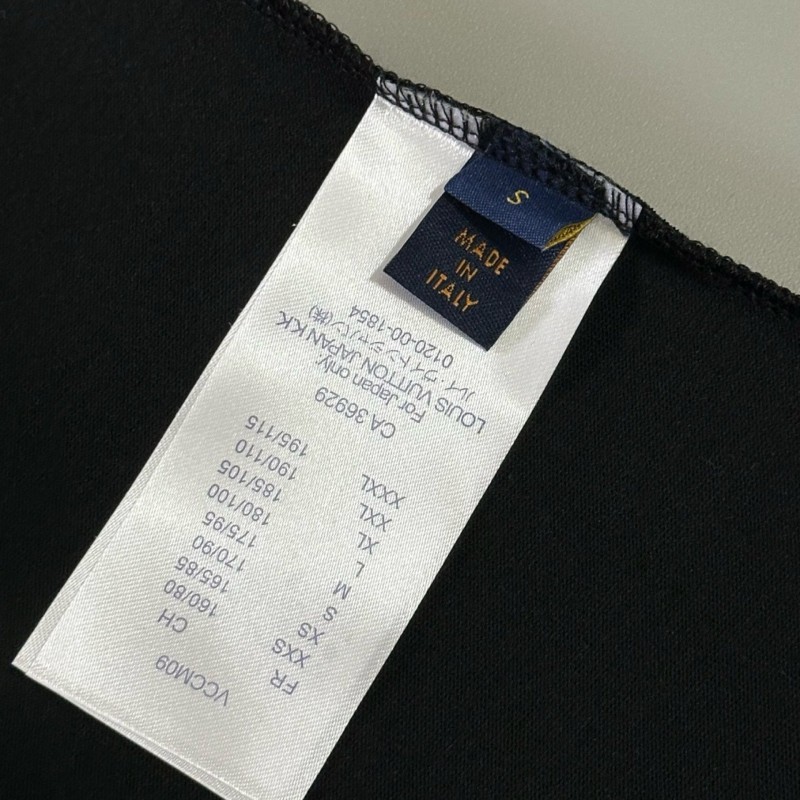 S
MADE
IN
ITALY
VCCM09
FR CH
XXS 160/80
XS 165/85
S 170/90
M 175/95
L 180/100
XL 185/105
XXL 190/110
XXXL 195/115
CA 36929
For Japan only.
LOUIS VUITTON JAPAN K.K.
ルイ・ヴィトン ジャパン(株)
0120-00-1854